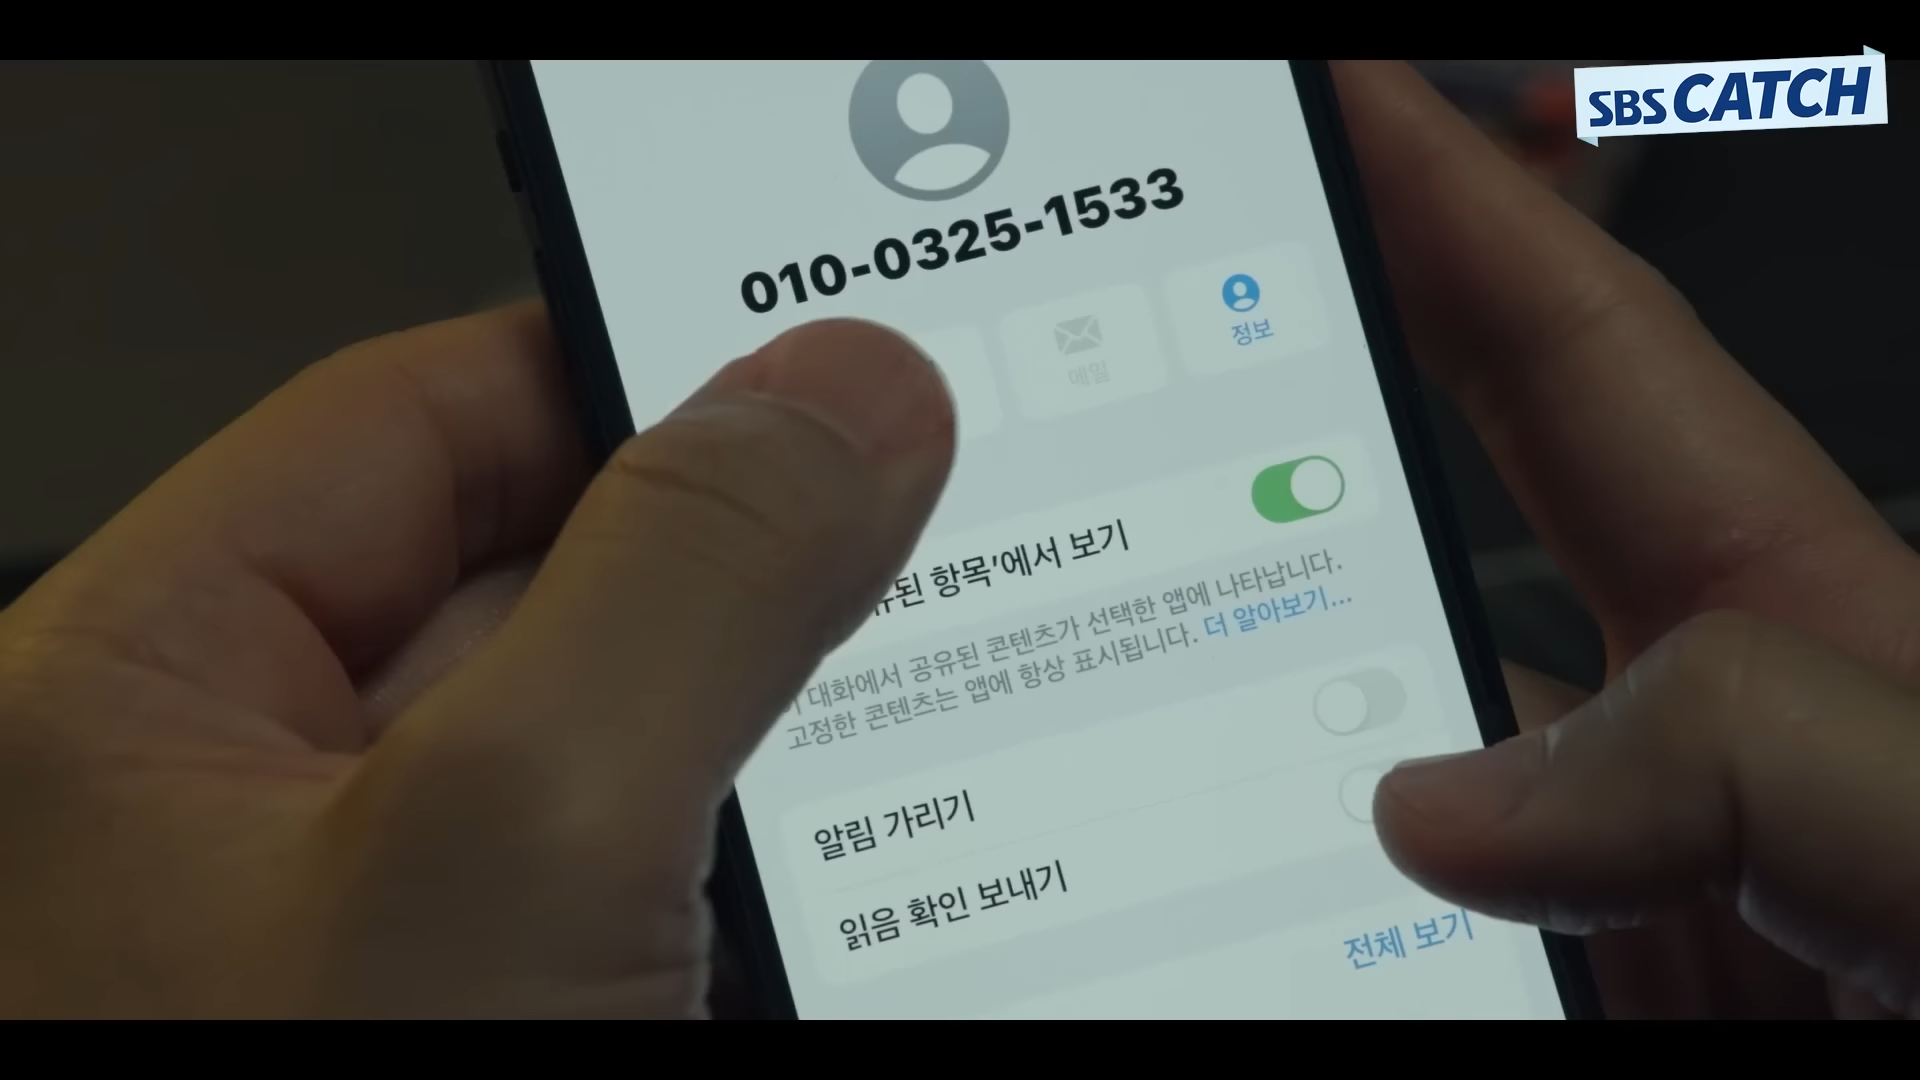 SBS CATCH
010-0325-1533
메일
정보
된 항목'에서 보기
대화에서 공유된 콘텐츠가 선택한 앱에 나타납니다.
고정한 콘텐츠는 앱에 항상 표시됩니다. 더 알아보기...
알림 가리기
읽음 확인 보내기
전체 보기